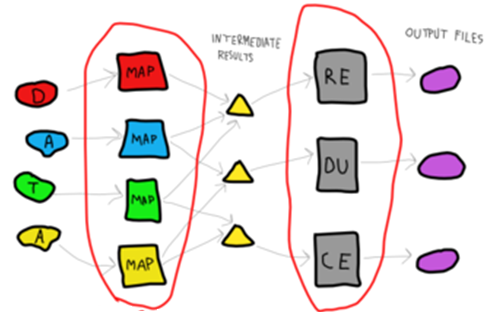 INTERMEDIATE
RESULTS
OUTPUT FILES
D
MAP
RE
A
MAP
DU
T
MAP
A
MAP
CE